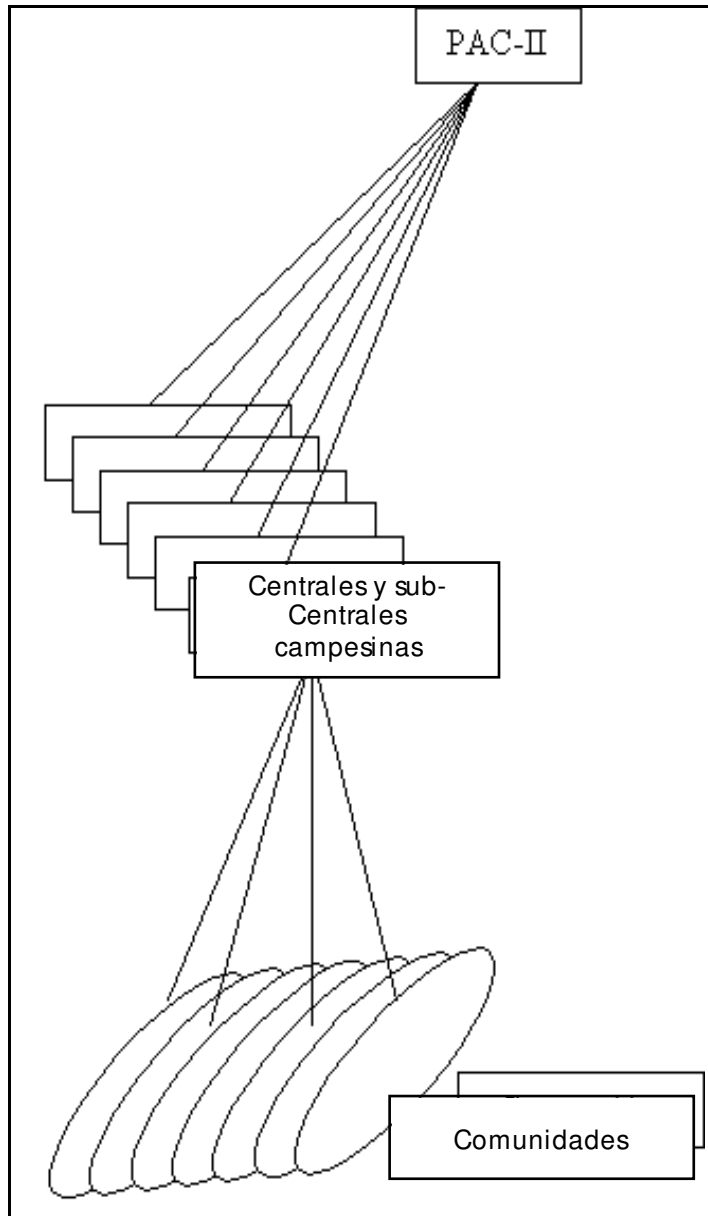 PAC-II
Centrales y sub-
Centrales
campesinas
Comunidades